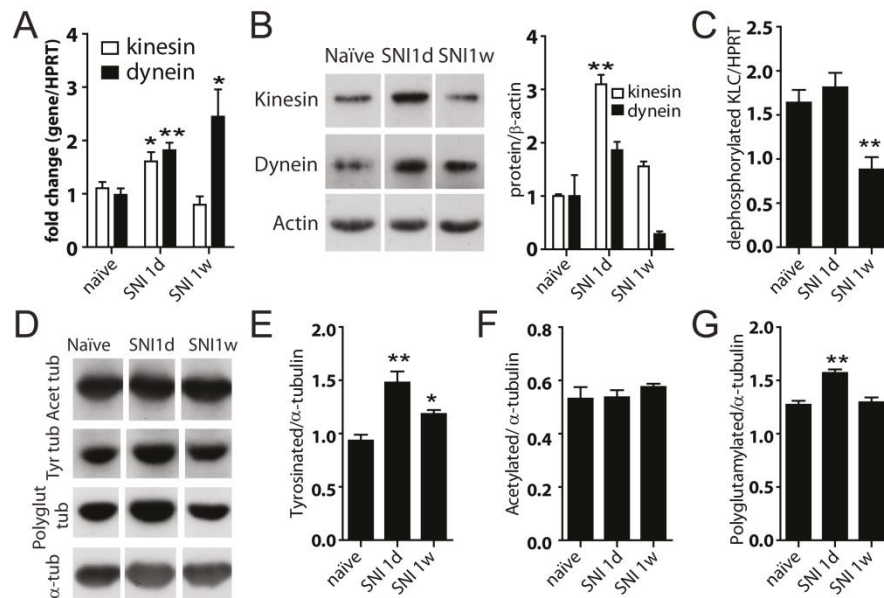 A
kinesin
dynein
fold change (gene/HPRT)
4
3
2
1
0
*
**
*
naïve
SNI 1d
SNI 1w
B
Naïve SNI1d SNI1w
Kinesin
Dynein
Actin
protein/β-actin
4
3
2
1
0
**
kinesin
dynein
naïve
SNI 1d
SNI 1w
C
dephosphorylated KLC/HPRT
2.5
2.0
1.5
1.0
0.5
0.0
**
naïve
SNI 1d
SNI 1w
D
Naïve SNI1d SNI1w
Acet tub
Tyr tub
Polyglut
tub
α-tub
E
Tyrosinated/α-tubulin
2.0
1.5
1.0
0.5
0.0
**
*
naïve
SNI 1d
SNI 1w
F
Acetylated/ α-tubulin
0.8
0.6
0.4
0.2
0.0
naïve
SNI 1d
SNI 1w
G
Polyglutamylated/α-tubulin
2.0
1.5
1.0
0.5
0.0
**
naïve
SNI 1d
SNI 1w